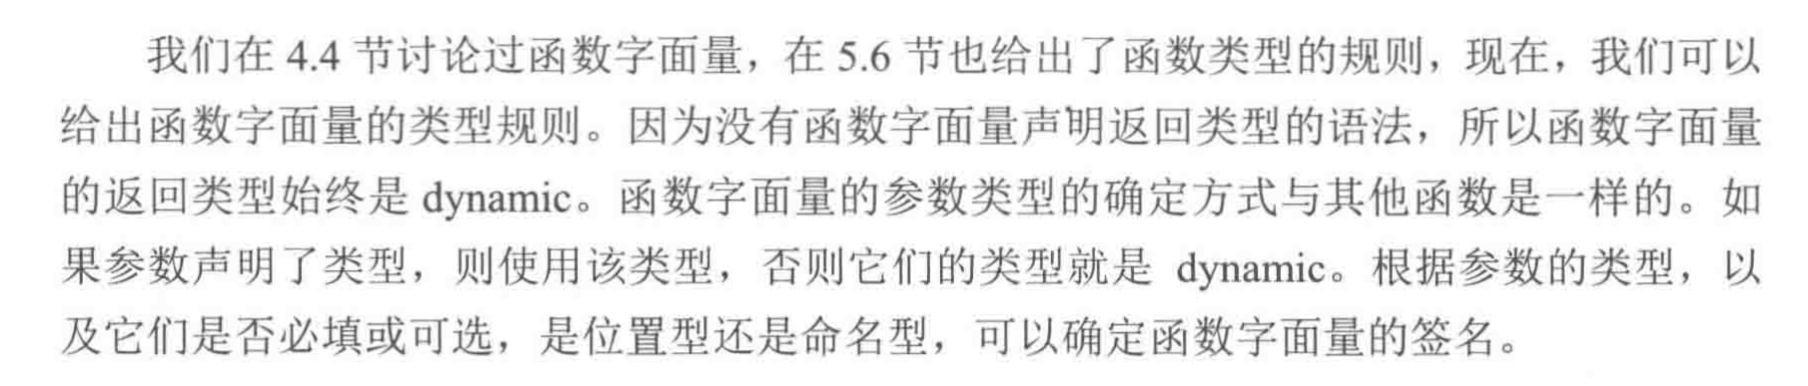 我们在 4.4 节讨论过函数字面量，在 5.6 节也给出了函数类型的规则，现在，我们可以
给出函数字面量的类型规则。因为没有函数字面量声明返回类型的语法，所以函数字面量
的返回类型始终是 dynamic。函数字面量的参数类型的确定方式与其他函数是一样的。如
果参数声明了类型，则使用该类型，否则它们的类型就是 dynamic。根据参数的类型，以
及它们是否必填或可选，是位置型还是命名型，可以确定函数字面量的签名。